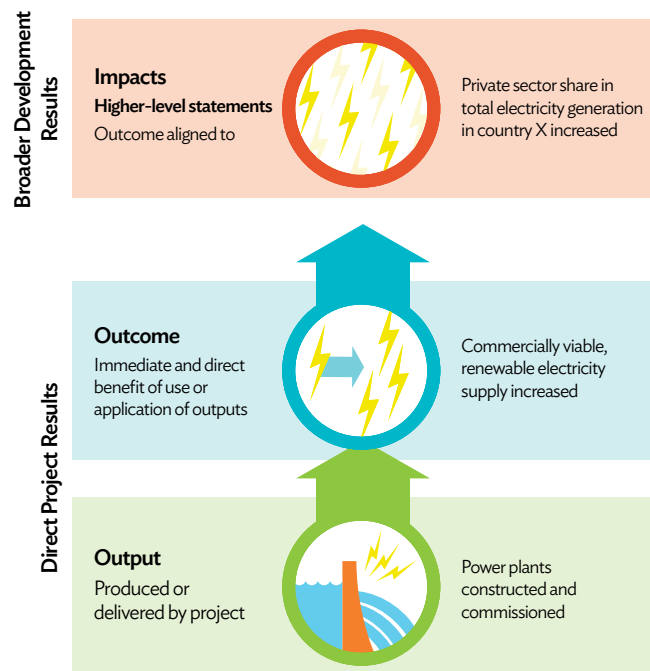 Broader Development
Results
Impacts
Higher-level statements
Outcome aligned to
Private sector share in
total electricity generation
in country X increased
Direct Project Results
Outcome
Immediate and direct
benefit of use or
application of outputs
Commercially viable,
renewable electricity
supply increased
Output
Produced or
delivered by project
Power plants
constructed and
commissioned